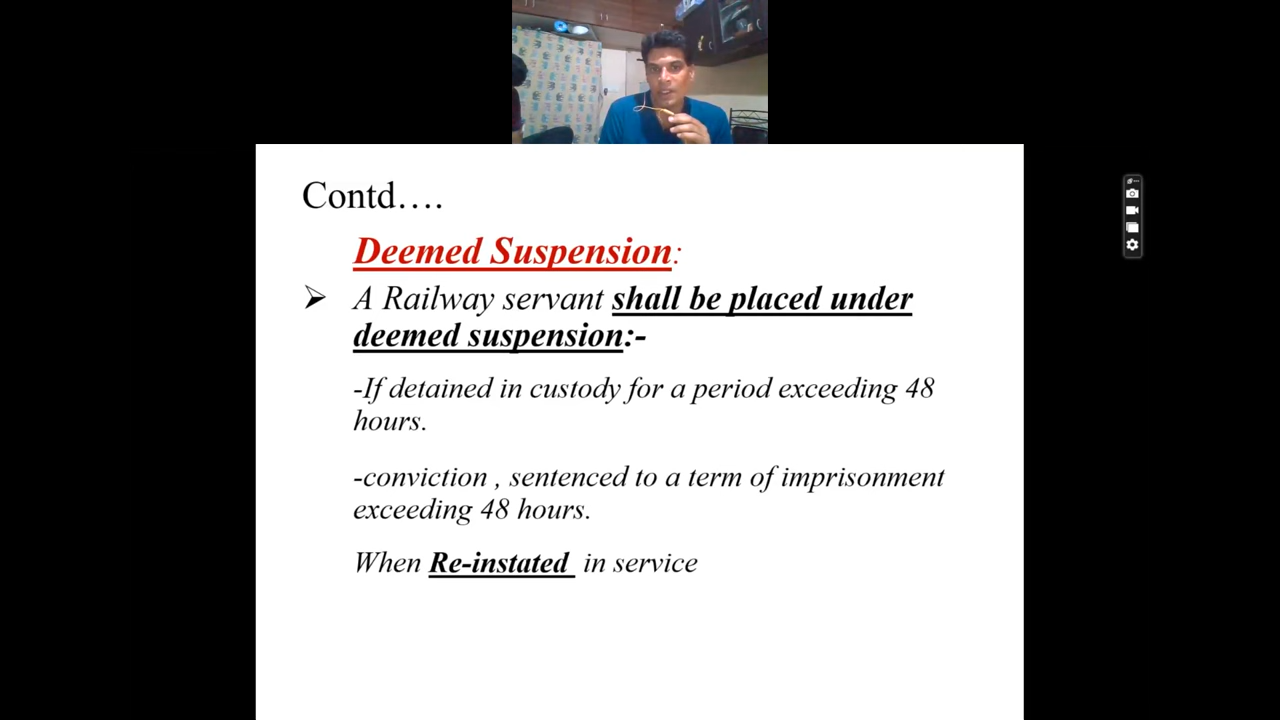 Contd….
Deemed Suspension:
➢ A Railway servant shall be placed under
deemed suspension:-
-If detained in custody for a period exceeding 48
hours.
-conviction , sentenced to a term of imprisonment
exceeding 48 hours.
When Re-instated in service